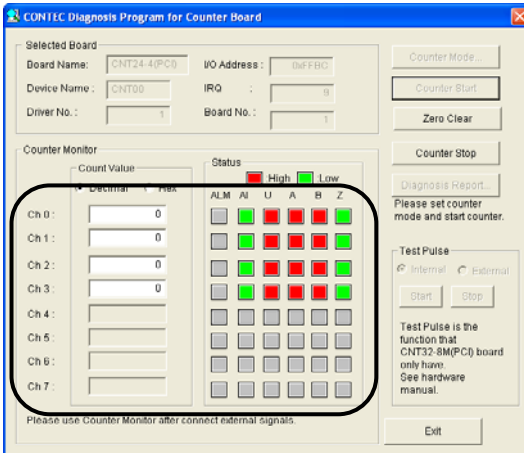 CONTEC Diagnosis Program for Counter Board
Selected Board
Board Name: CNT24-4(PCI) I/O Address : 0xFFBC
Device Name : CNT00 IRQ : 9
Driver No. : 1 Board No. : 1
Counter Mode...
Counter Start
Zero Clear
Counter Stop
Diagnosis Report...
Please set counter
mode and start counter.
Counter Monitor
Count Value
Decimal Hex
Status
:High :Low
ALM AI U A B Z
Ch 0 : 0
Ch 1 : 0
Ch 2 : 0
Ch 3 : 0
Ch 4 :
Ch 5 :
Ch 6 :
Ch 7 :
Please use Counter Monitor after connect external signals.
Test Pulse
Internal External
Start Stop
Test Pulse is the
function that
CNT32-8M(PCI) board
only have.
See hardware
manual.
Exit